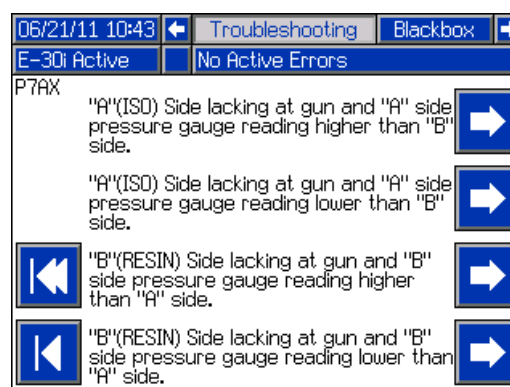 06/21/11 10:43 Troubleshooting Blackbox
E-30i Active No Active Errors
P7AX
"A"(ISO) Side lacking at gun and "A" side
pressure gauge reading higher than "B"
side.
"A"(ISO) Side lacking at gun and "A" side
pressure gauge reading lower than "B"
side.
"B"(RESIN) Side lacking at gun and "B"
side pressure gauge reading higher
than "A" side.
"B"(RESIN) Side lacking at gun and "B"
side pressure gauge reading lower than
"A" side.